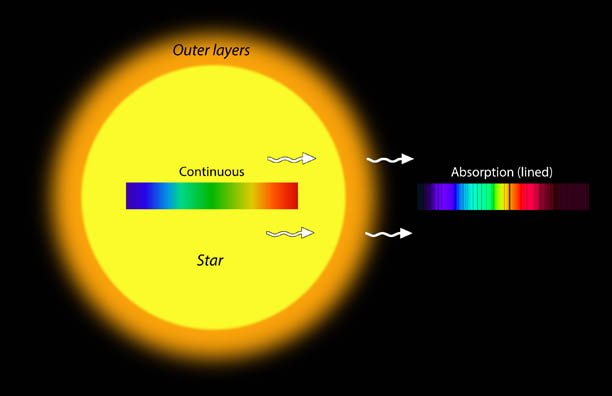 Outer layers
Continuous
Absorption (lined)
Star